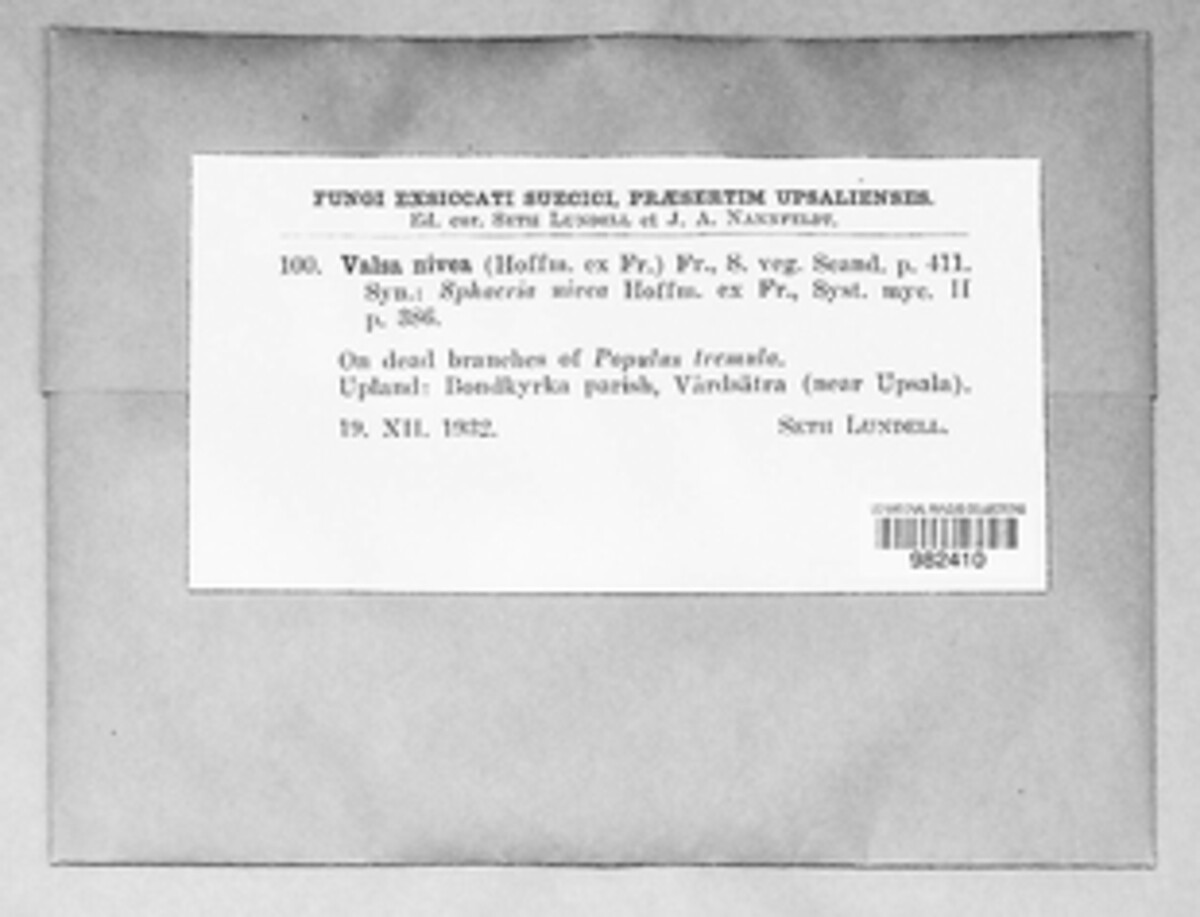 FUNGI EXSICCATI SUECICI, PRÆSERTIM UPSALIENSES.
Ed. cur. SETH LUNDELL et J. A. NANNFELDT.
100. Valsa nivea (Hoffm. ex Fr.) Fr., S. veg. Scand. p. 411.
Syn.: Sphaeria nivea Hoffm. ex Fr., Syst. myc. II
p. 386.
On dead branches of Populus tremula.
Upland: Bondkyrka parish, Vårdsätra (near Upsala).
19. XII. 1932. SETH LUNDELL.
982410